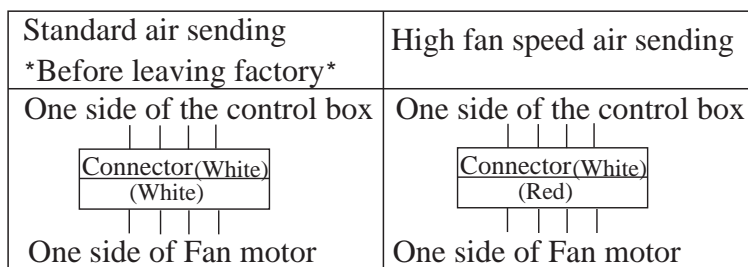 Standard air sending
*Before leaving factory*
High fan speed air sending
One side of the control box
Connector(White)
(White)
One side of Fan motor
One side of the control box
Connector(White)
(Red)
One side of Fan motor